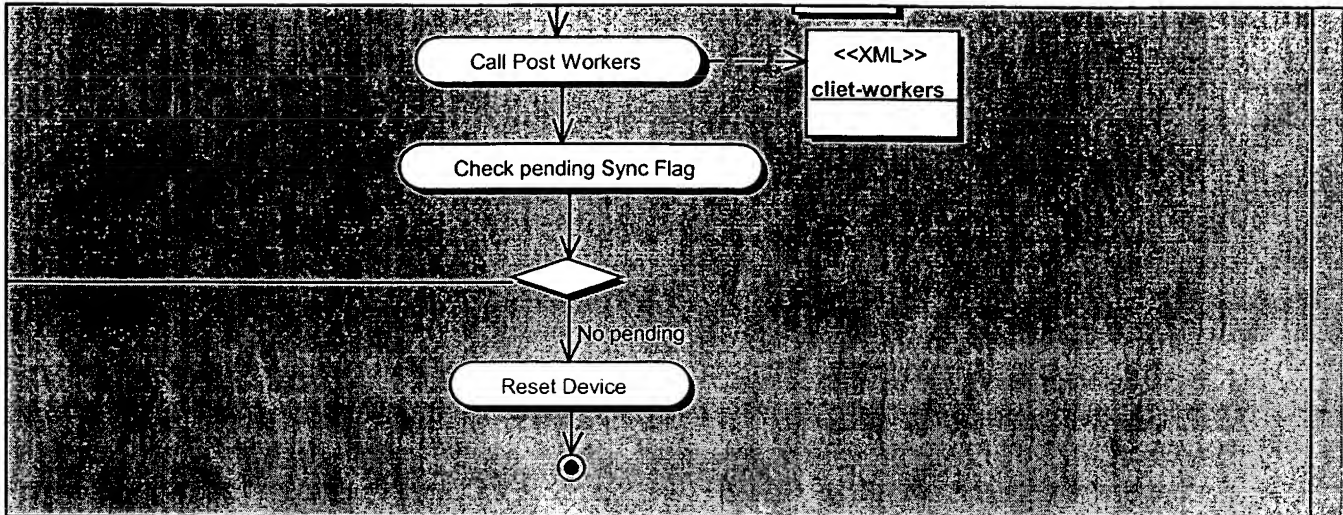 Call Post Workers
<<XML>>
cliet-workers
Check pending Sync Flag
No pending
Reset Device